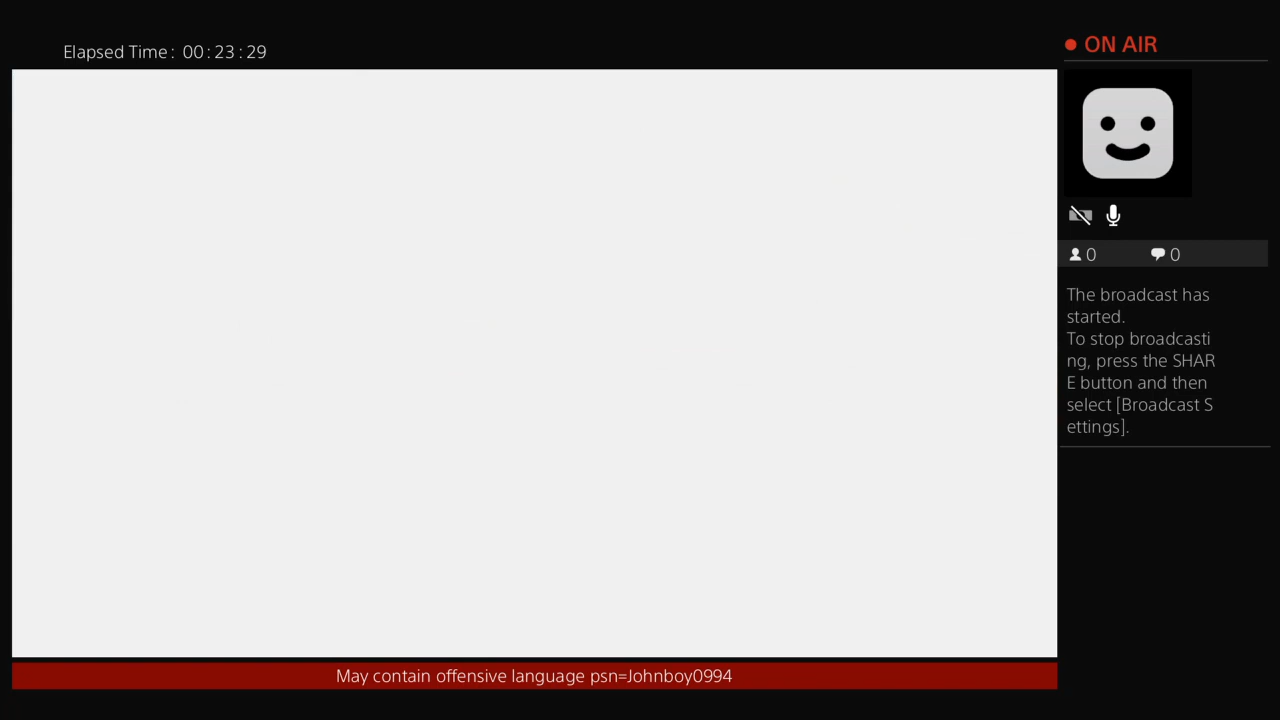 Elapsed Time: 00:23:29
ON AIR
0 0
The broadcast has
started.
To stop broadcasti
ng, press the SHAR
E button and then
select [Broadcast S
ettings].
May contain offensive language psn=Johnboy0994